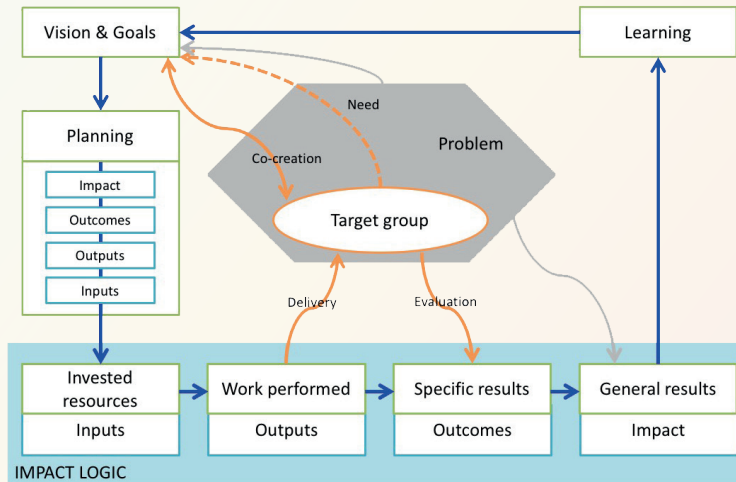 Vision & Goals
Learning
Need
Planning
Problem
Co-creation
Impact
Outcomes
Target group
Outputs
Inputs
Delivery
Evaluation
Invested
resources
Work performed
Specific results
General results
Inputs
Outputs
Outcomes
Impact
IMPACT LOGIC